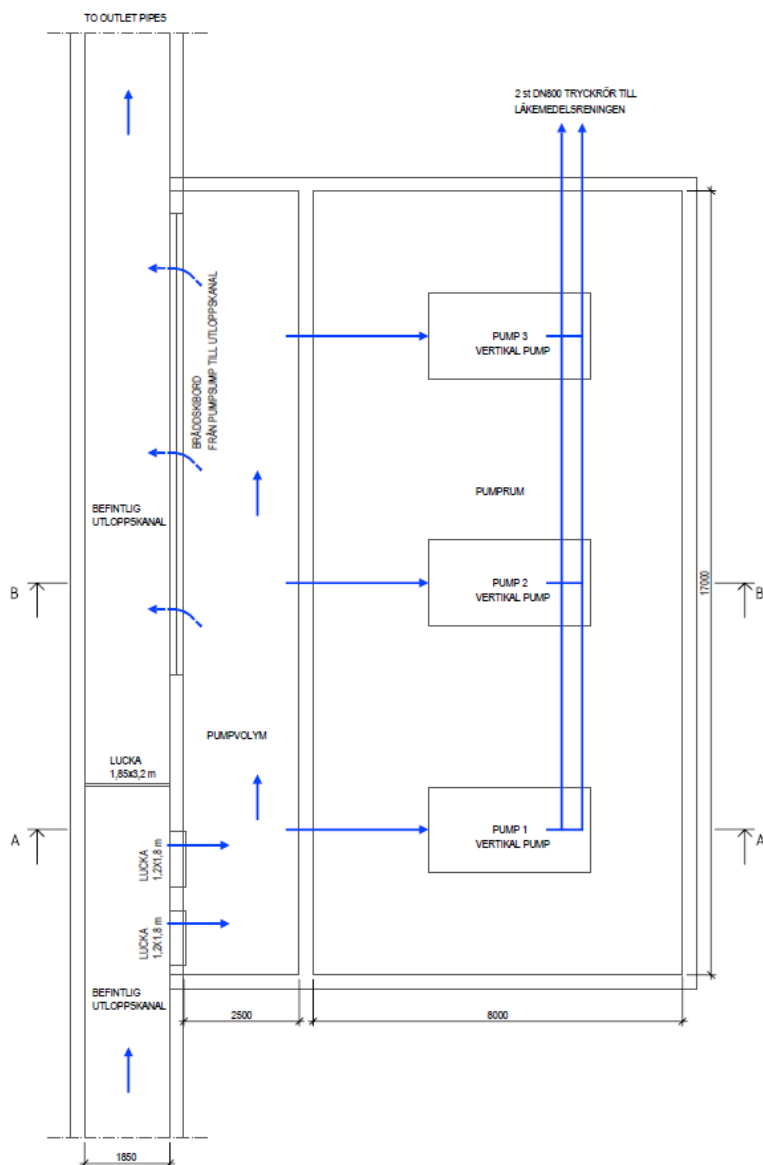 TO OUTLET PIPES
2 st DN800 TRYCKRÖR TILL
LÄKEMEDELSRENINGEN
BRÄDDSKIBORD
FRÅN PUMPSUMP TILL UTLOPPSKANAL
PUMP 3
VERTIKAL PUMP
BEFINTLIG
UTLOPPSKANAL
PUMPRUM
B
PUMP 2
VERTIKAL PUMP
B
17000
PUMPVOLYM
LUCKA
1,85x3,2 m
A
LUCKA
1,2X1,8 m
PUMP 1
VERTIKAL PUMP
A
LUCKA
1,2X1,8 m
BEFINTLIG
UTLOPPSKANAL
2500
8000
1850